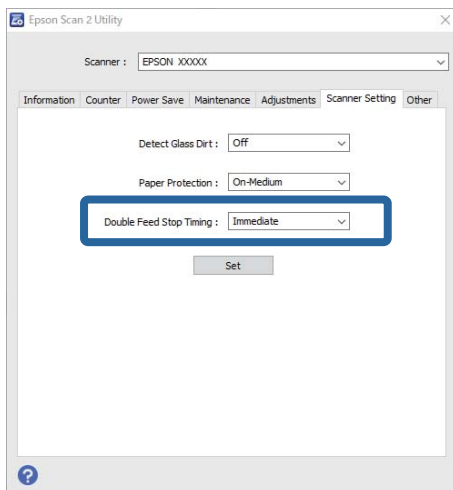 Epson Scan 2 Utility
Scanner : EPSON XXXXX
Information Counter Power Save Maintenance Adjustments Scanner Setting Other
Detect Glass Dirt : Off
Paper Protection : On-Medium
Double Feed Stop Timing : Immediate
Set
?